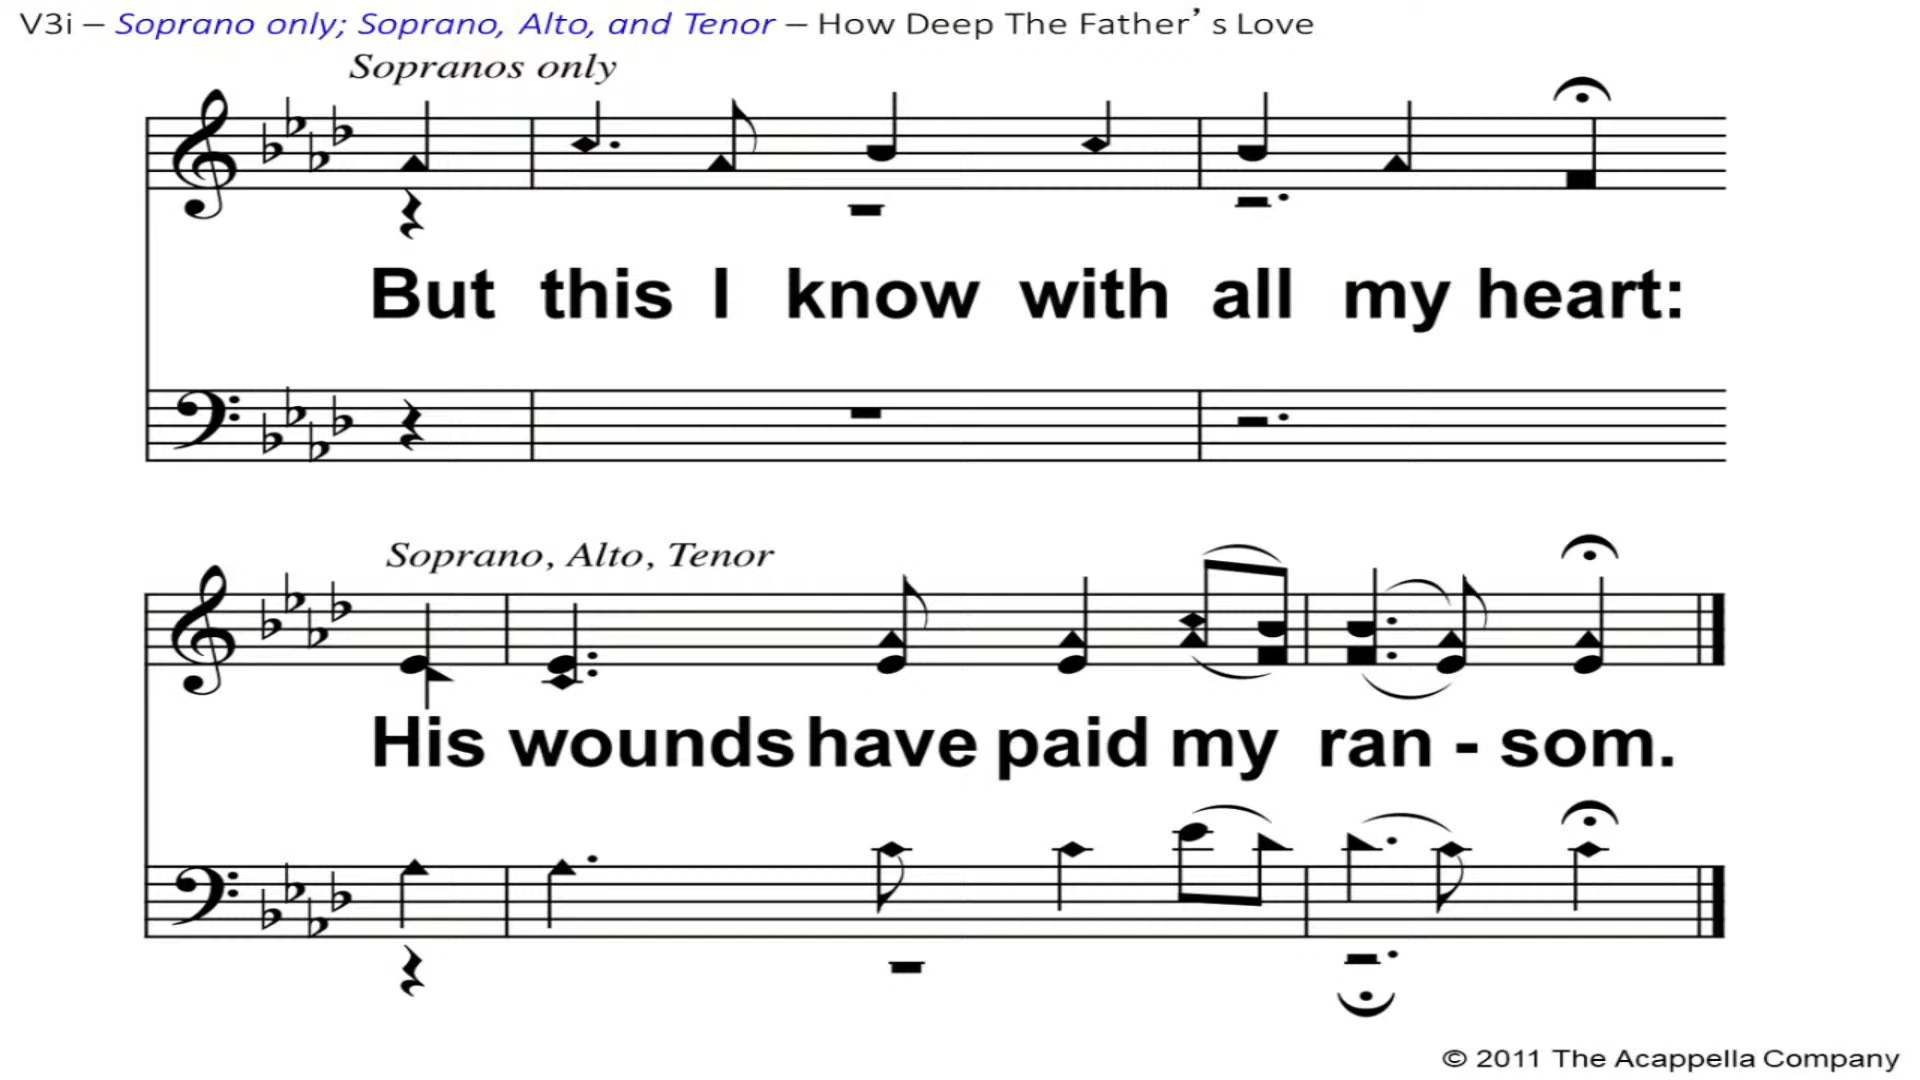 V3i – Soprano only; Soprano, Alto, and Tenor – How Deep The Father’s Love
Sopranos only
But this I know with all my heart:
Soprano, Alto, Tenor
His wounds have paid my ran - som.
© 2011 The Acappella Company